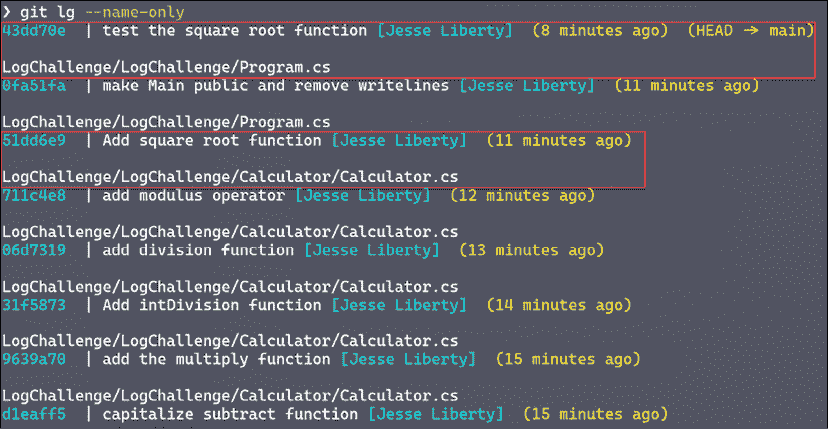 ❯ git lg --name-only
43dd70e | test the square root function [Jesse Liberty] (8 minutes ago) (HEAD → main)
LogChallenge/LogChallenge/Program.cs
0fa51fa | make Main public and remove writelines [Jesse Liberty] (11 minutes ago)
LogChallenge/LogChallenge/Program.cs
51dd6e9 | Add square root function [Jesse Liberty] (11 minutes ago)
LogChallenge/LogChallenge/Calculator/Calculator.cs
711c4e8 | add modulus operator [Jesse Liberty] (12 minutes ago)
LogChallenge/LogChallenge/Calculator/Calculator.cs
06d7319 | add division function [Jesse Liberty] (13 minutes ago)
LogChallenge/LogChallenge/Calculator/Calculator.cs
31f5873 | Add intDivision function [Jesse Liberty] (14 minutes ago)
LogChallenge/LogChallenge/Calculator/Calculator.cs
9639a70 | add the multiply function [Jesse Liberty] (15 minutes ago)
LogChallenge/LogChallenge/Calculator/Calculator.cs
d1eaff5 | capitalize subtract function [Jesse Liberty] (15 minutes ago)